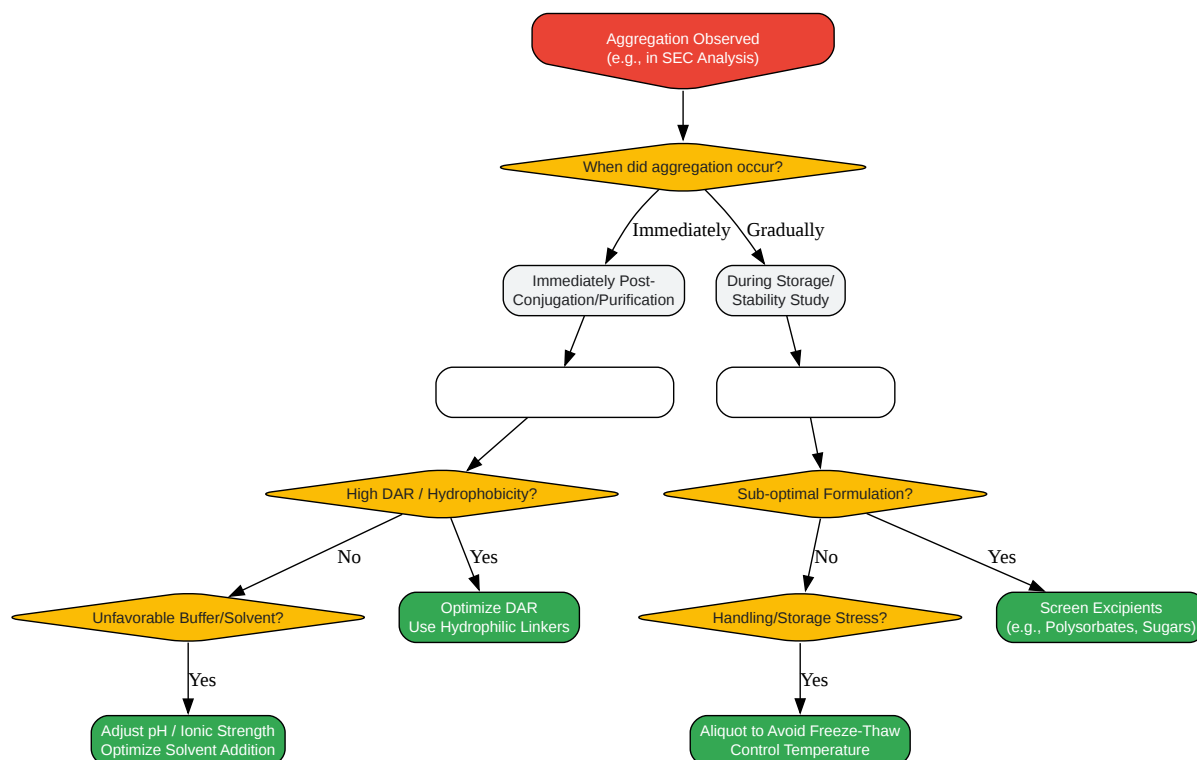 Aggregation Observed
(e.g., in SEC Analysis)
When did aggregation occur?
Immediately
Gradually
Immediately Post-
Conjugation/Purification
During Storage/
Stability Study
High DAR / Hydrophobicity?
Sub-optimal Formulation?
No
Yes
No
Yes
Unfavorable Buffer/Solvent?
Optimize DAR
Use Hydrophilic Linkers
Handling/Storage Stress?
Screen Excipients
(e.g., Polysorbates, Sugars)
Yes
Yes
Adjust pH / Ionic Strength
Optimize Solvent Addition
Aliquot to Avoid Freeze-Thaw
Control Temperature